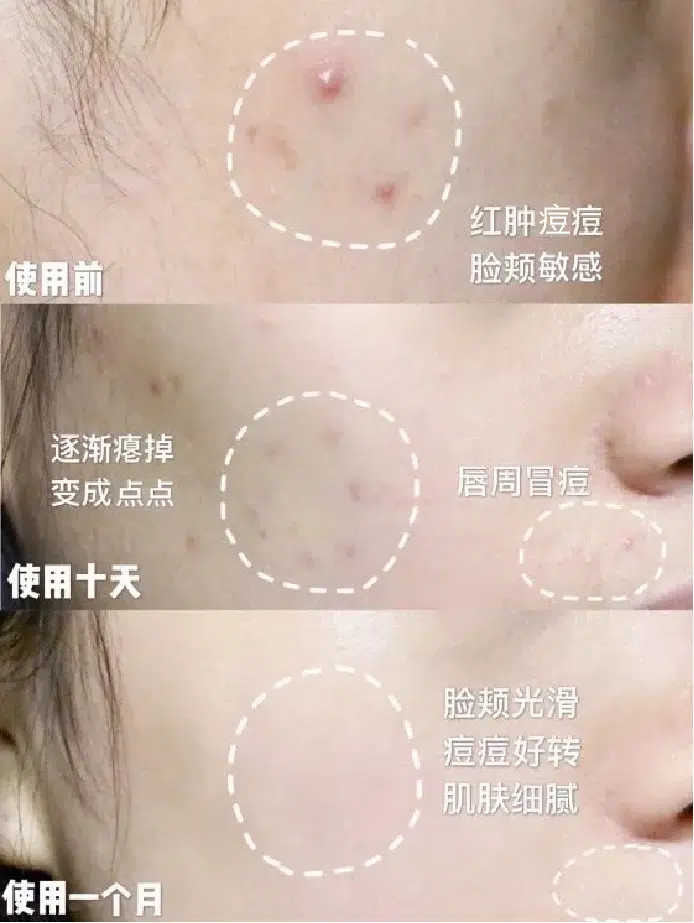 红肿痘痘
脸颊敏感
使用前
逐渐瘪掉
变成点点
唇周冒痘
使用十天
脸颊光滑
痘痘好转
肌肤细腻
使用一个月